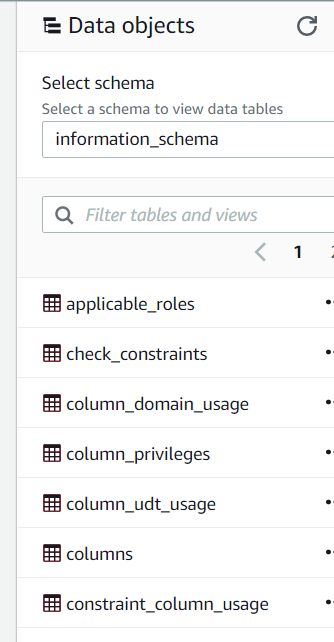 Data objects
Select schema
Select a schema to view data tables
information_schema
Filter tables and views
1
applicable_roles
check_constraints
column_domain_usage
column_privileges
column_udt_usage
columns
constraint_column_usage